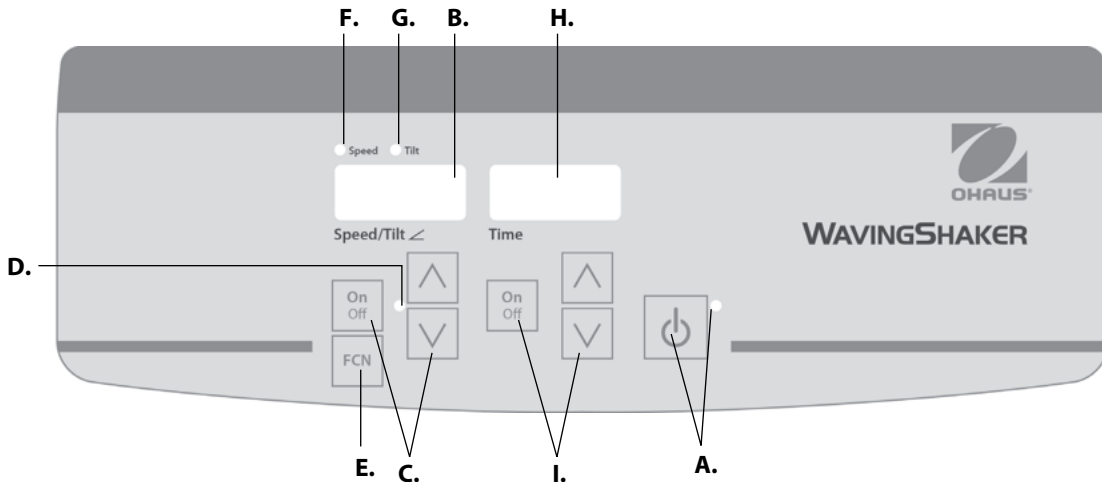 F. G. B. H.
Speed Tilt
OHAUS®
Speed/Tilt Time
WAVINGSHAKER
D.
On Off On Off
FCN
E. C. I. A.